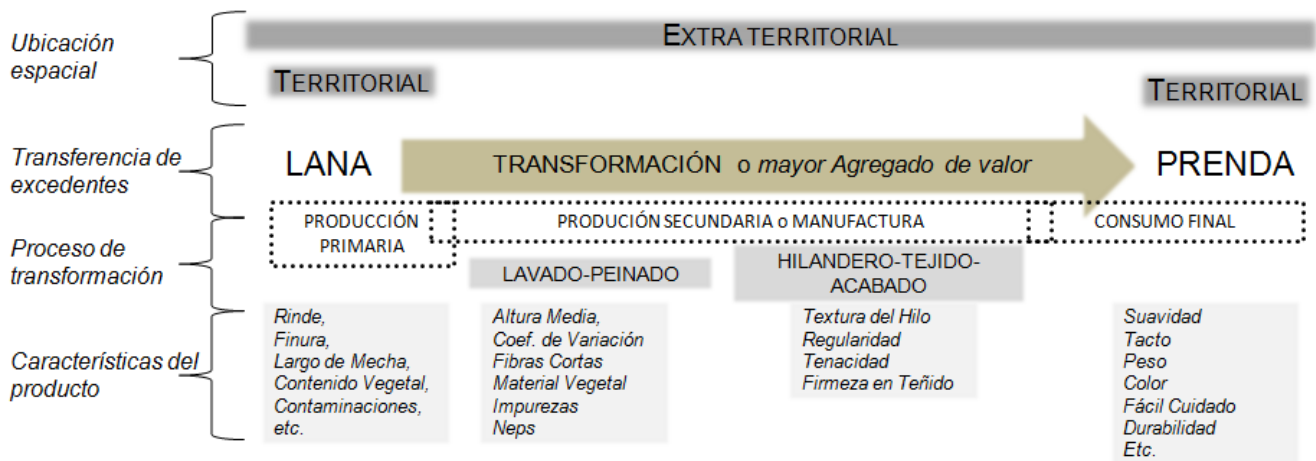 Ubicación
espacial
EXTRA TERRITORIAL
TERRITORIAL
TERRITORIAL
Transferencia de
excedentes
LANA
TRANSFORMACIÓN o mayor Agregado de valor
PRENDA
Proceso de
transformación
PRODUCCIÓN
PRIMARIA
PRODUCIÓN SECUNDARIA o MANUFACTURA
CONSUMO FINAL
LAVADO-PEINADO
HILANDERO-TEJIDO-
ACABADO
Características del
producto
Rinde,
Finura,
Largo de Mecha,
Contenido Vegetal,
Contaminaciones,
etc.
Altura Media,
Coef. de Variación
Fibras Cortas
Material Vegetal
Impurezas
Neps
Textura del Hilo
Regularidad
Tenacidad
Firmeza en Teñido
Suavidad
Tacto
Peso
Color
Fácil Cuidado
Durabilidad
Etc.